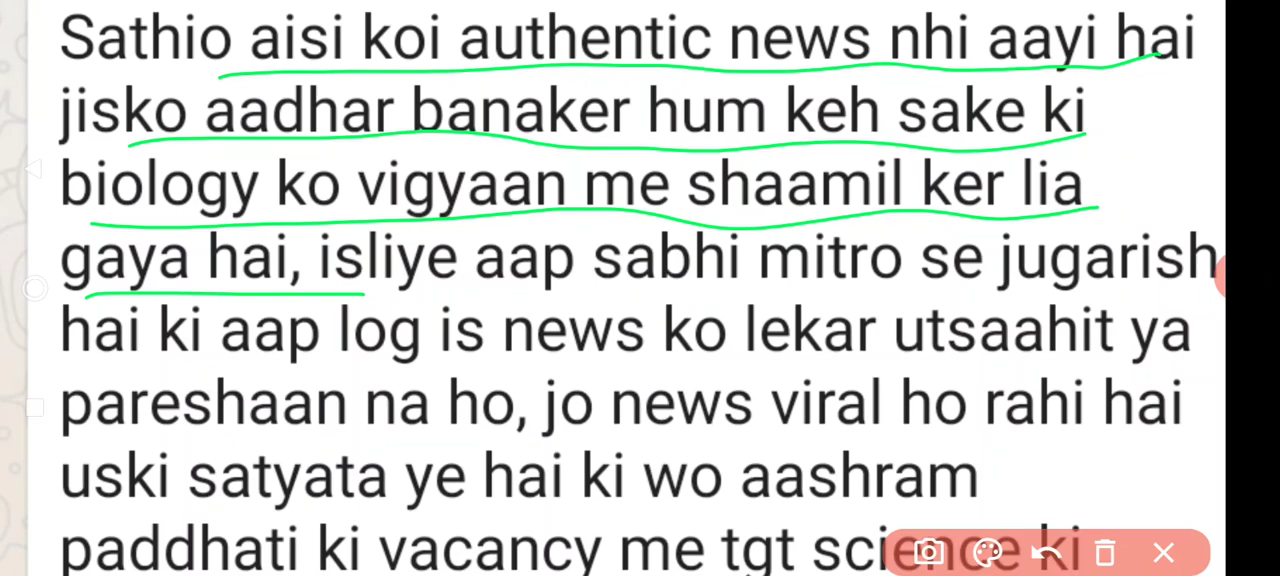 Sathio aisi koi authentic news nhi aayi hai
jisko aadhar banaker hum keh sake ki
biology ko vigyaan me shaamil ker lia
gaya hai, isliye aap sabhi mitro se jugarish
hai ki aap log is news ko lekar utsaahit ya
pareshaan na ho, jo news viral ho rahi hai
uski satyata ye hai ki wo aashram
paddhati ki vacancy me tgt science ki